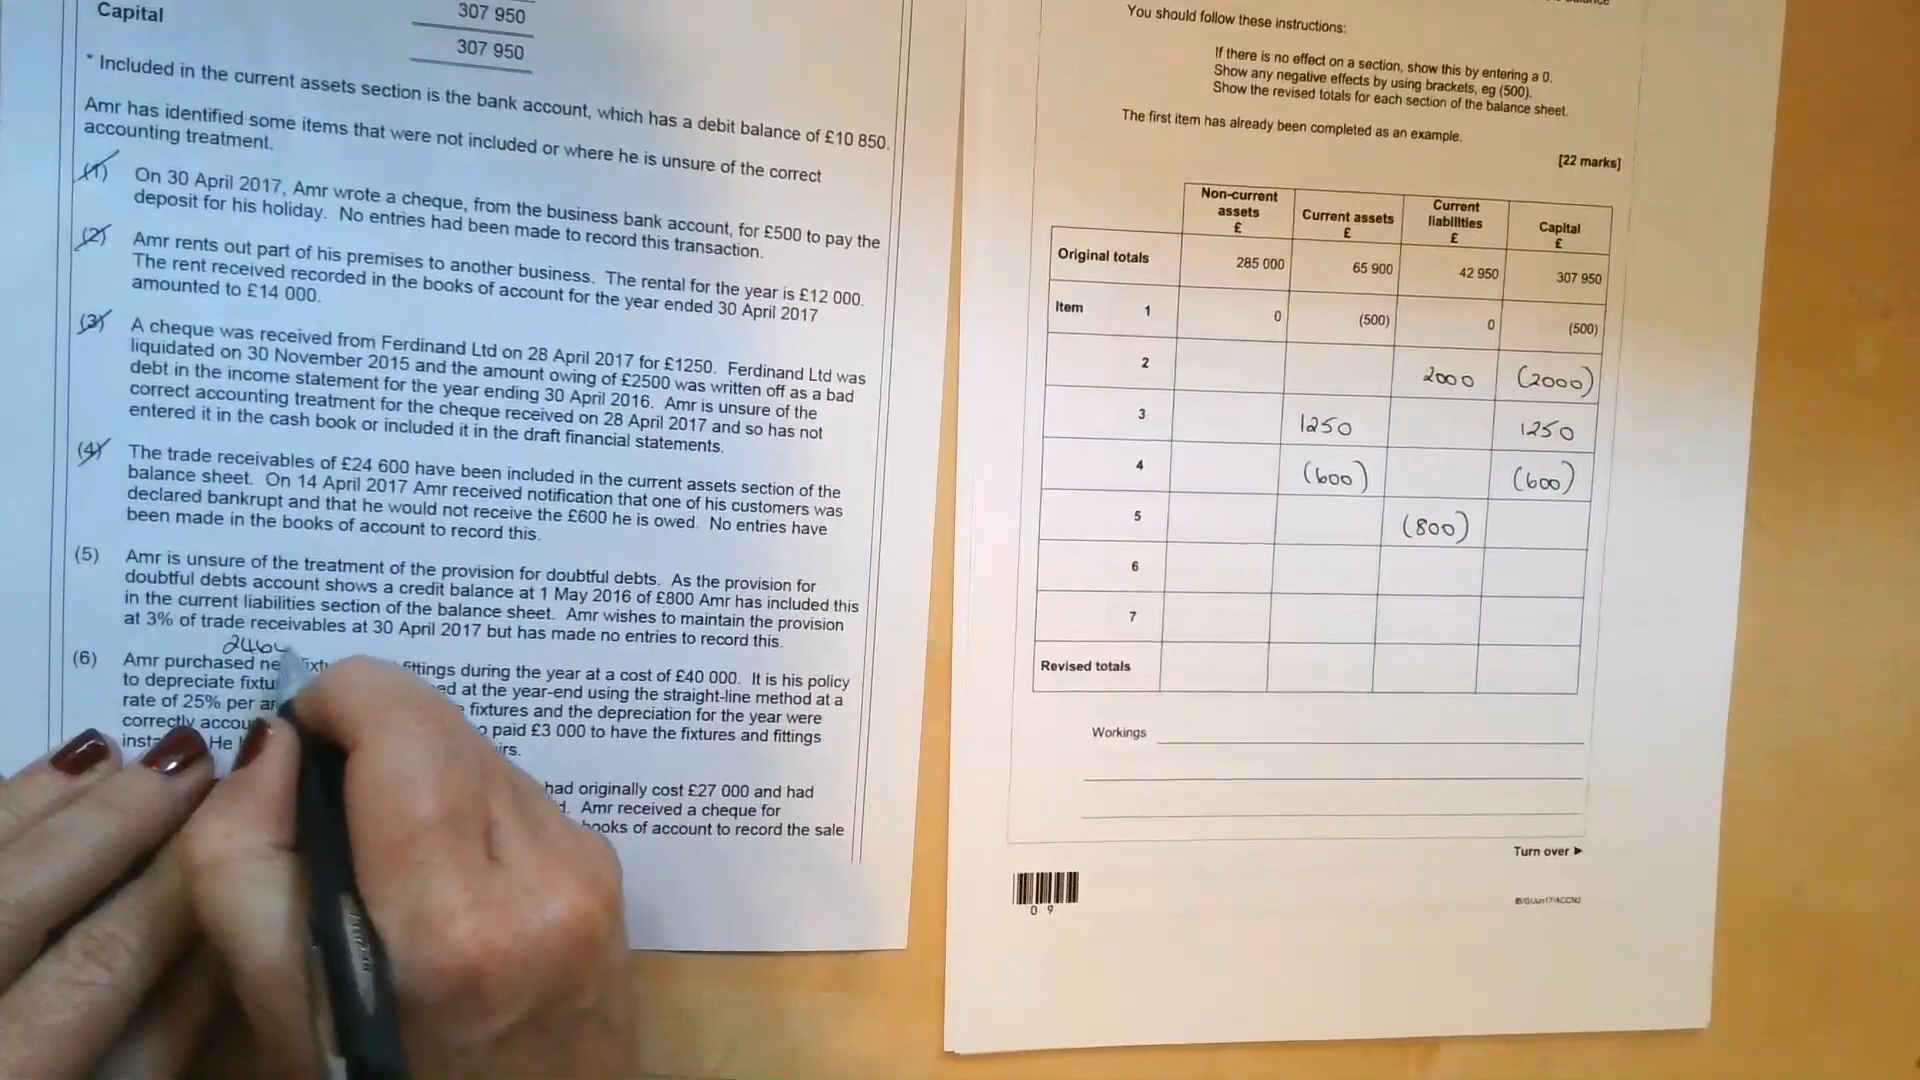 Capital
307 950
307 950
* Included in the current assets section is the bank account, which has a debit balance of £10 850.
Amr has identified some items that were not included or where he is unsure of the correct
accounting treatment.
(1) On 30 April 2017, Amr wrote a cheque, from the business bank account, for £500 to pay the
deposit for his holiday. No entries had been made to record this transaction.
(2) Amr rents out part of his premises to another business. The rental for the year is £12 000.
The rent received recorded in the books of account for the year ended 30 April 2017
amounted to £14 000.
(3) A cheque was received from Ferdinand Ltd on 28 April 2017 for £1250. Ferdinand Ltd was
liquidated on 30 November 2015 and the amount owing of £2500 was written off as a bad
debt in the income statement for the year ending 30 April 2016. Amr is unsure of the
correct accounting treatment for the cheque received on 28 April 2017 and so has not
entered it in the cash book or included it in the draft financial statements.
(4) The trade receivables of £24 600 have been included in the current assets section of the
balance sheet. On 14 April 2017 Amr received notification that one of his customers was
declared bankrupt and that he would not receive the £600 he is owed. No entries have
been made in the books of account to record this.
(5) Amr is unsure of the treatment of the provision for doubtful debts. As the provision for
doubtful debts account shows a credit balance at 1 May 2016 of £800 Amr has included this
in the current liabilities section of the balance sheet. Amr wishes to maintain the provision
at 3% of trade receivables at 30 April 2017 but has made no entries to record this.
(6) Amr purchased fittings during the year at a cost of £40 000. It is his policy
to depreciate at the year-end using the straight-line method at a
rate of 25% per fixtures and the depreciation for the year were
correctly paid £3 000 to have the fixtures and fittings
He
had originally cost £27 000 and had
Amr received a cheque for
of account to record the sale
You should follow these instructions:
If there is no effect on a section, show this by entering a 0.
Show any negative effects by using brackets, eg (500).
Show the revised totals for each section of the balance sheet.
The first item has already been completed as an example.
[22 marks]
Non-current assets £ Current assets £ Current liabilities £ Capital £
Original totals 285 000 65 900 42 950 307 950
Item 1 0 (500) 0 (500)
2 2000 (2000)
3 1250 1250
4 (600) (600)
5 (800)
6
7
Revised totals
Workings
Turn over ►
0 9